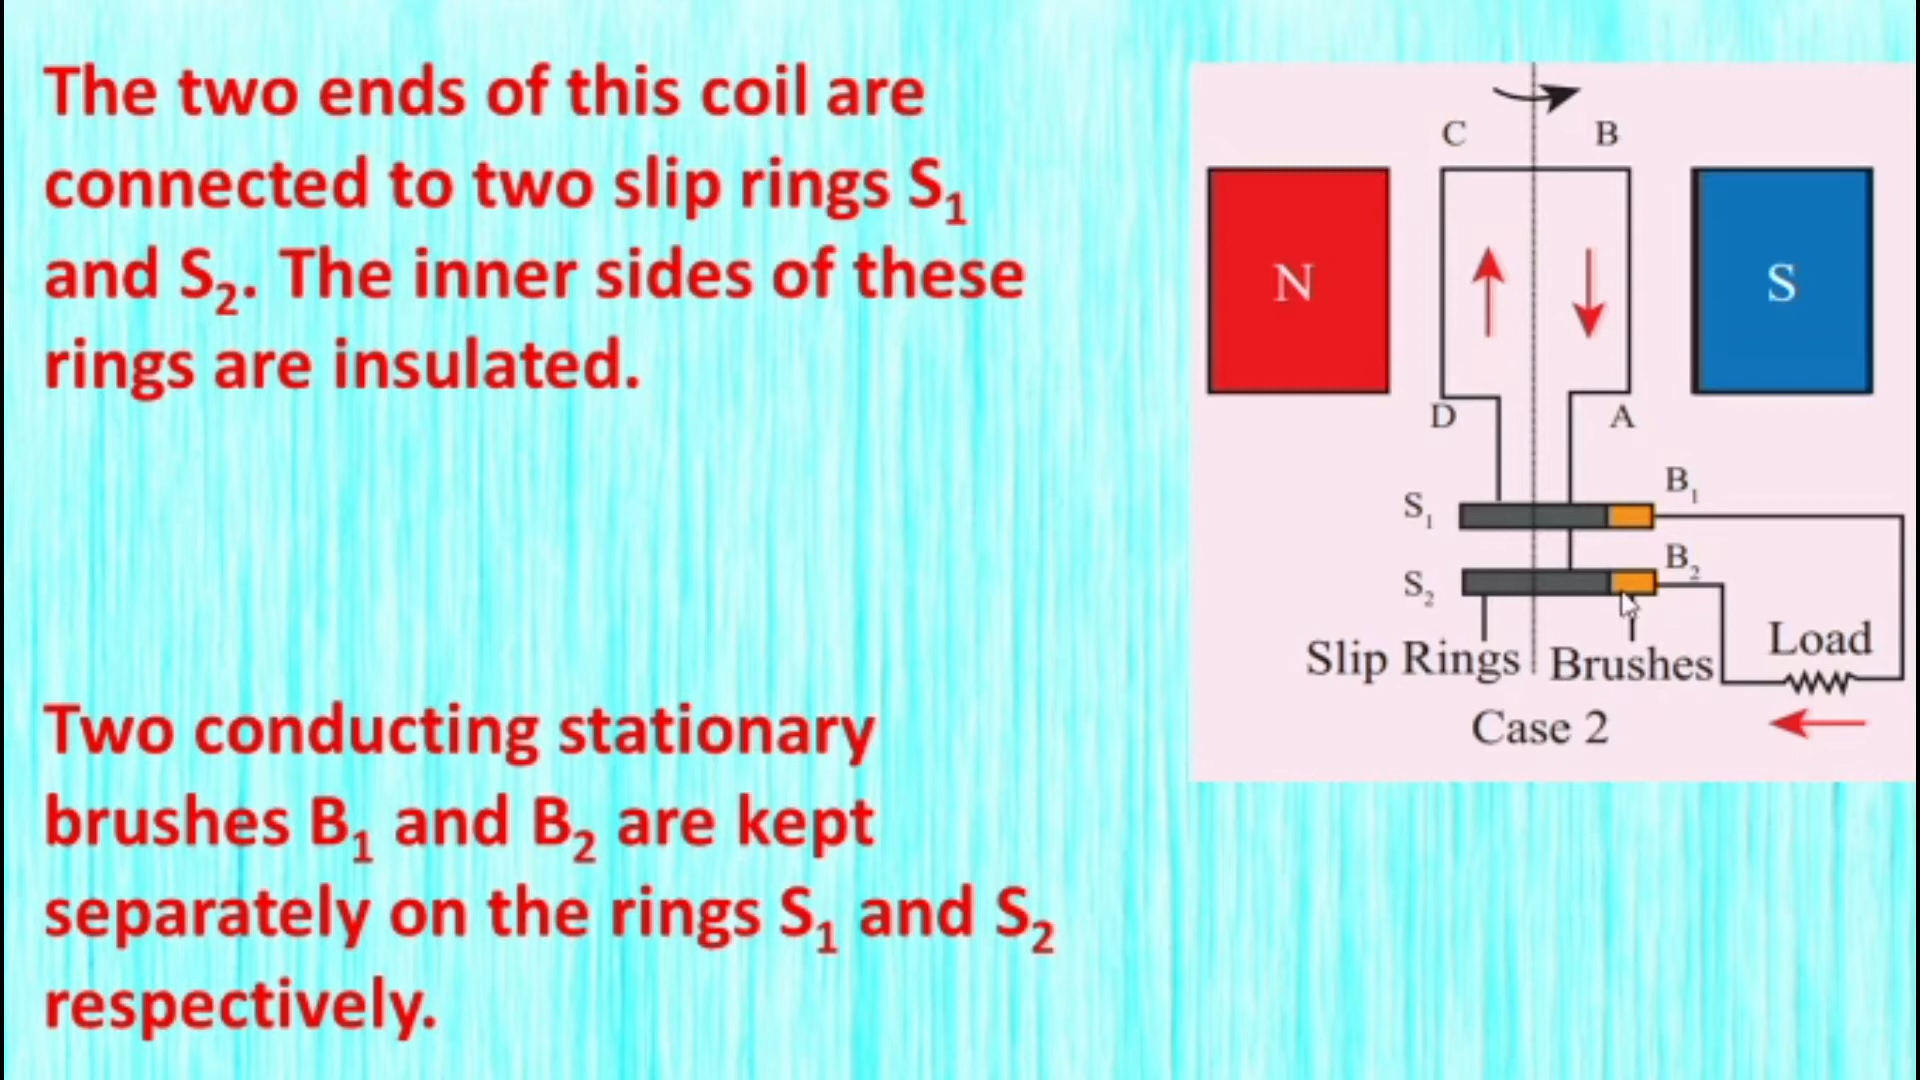 The two ends of this coil are
connected to two slip rings S₁
and S₂. The inner sides of these
rings are insulated.
Two conducting stationary
brushes B₁ and B₂ are kept
separately on the rings S₁ and S₂
respectively.
C B
N S
D A
S₁ B₁
S₂ B₂
Slip Rings Brushes Load
Case 2